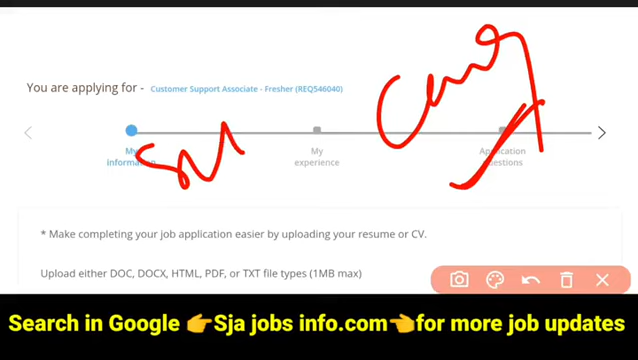 You are applying for - Customer Support Associate - Fresher (REQ546040)
My information
My experience
Application questions
* Make completing your job application easier by uploading your resume or CV.
Upload either DOC, DOCX, HTML, PDF, or TXT file types (1MB max)
Search in Google 👉Sja jobs info.com👈for more job updates